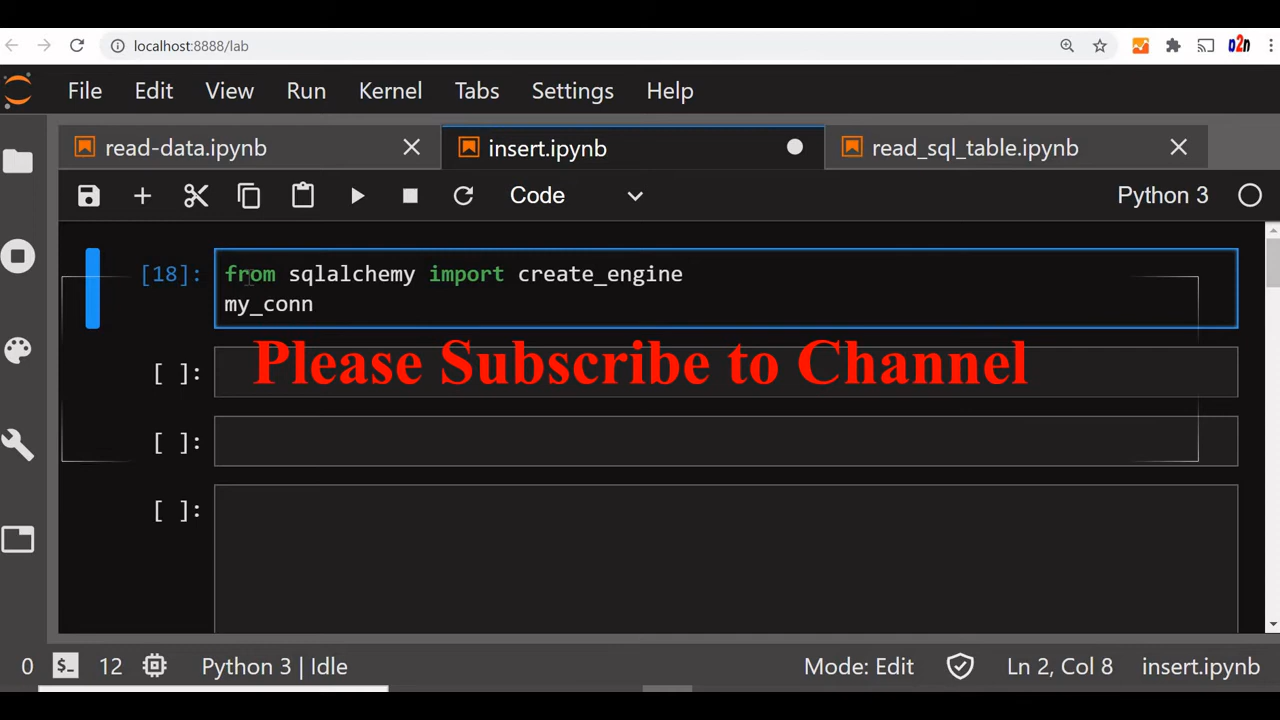 localhost:8888/lab
File Edit View Run Kernel Tabs Settings Help
read-data.ipynb insert.ipynb read_sql_table.ipynb
Code Python 3
[18]: from sqlalchemy import create_engine
my_conn
[ ]: Please Subscribe to Channel
[ ]:
[ ]:
0 $_ 12 Python 3 | Idle Mode: Edit Ln 2, Col 8 insert.ipynb